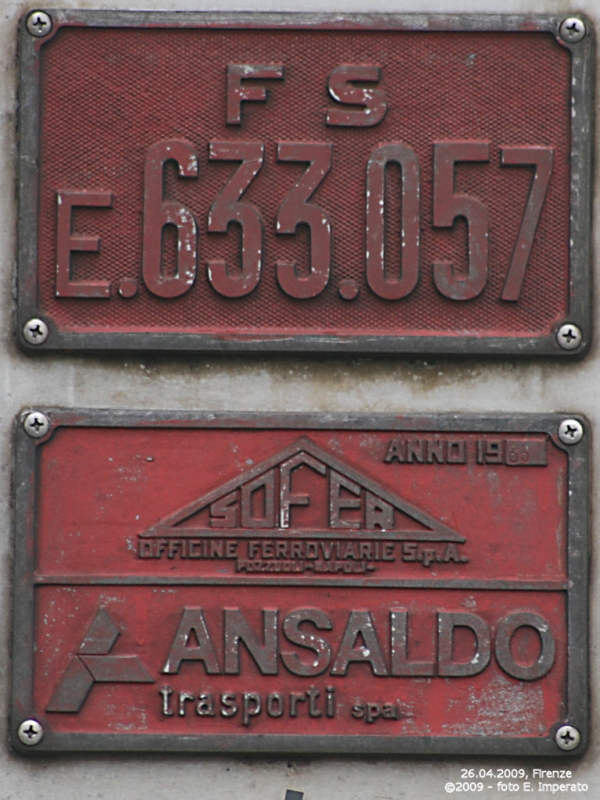 FS
E.633.057
ANNO 19
SOFER
OFFICINE FERROVIARIE S.p.A.
POZZUOLI-NAPOLI-
ANSALDO
trasporti spa
26.04.2009, Firenze
©2009 - foto E. Imperato